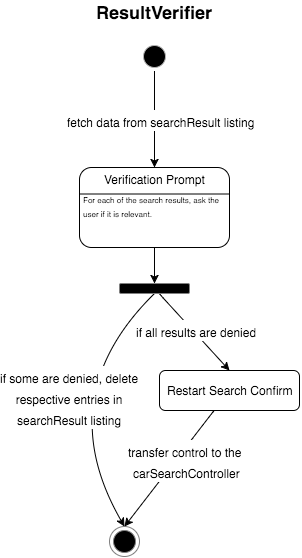 ResultVerifier
fetch data from searchResult listing
Verification Prompt
For each of the search results, ask the
user if it is relevant.
if all results are denied
if some are denied, delete
respective entries in
searchResult listing
Restart Search Confirm
transfer control to the
carSearchController